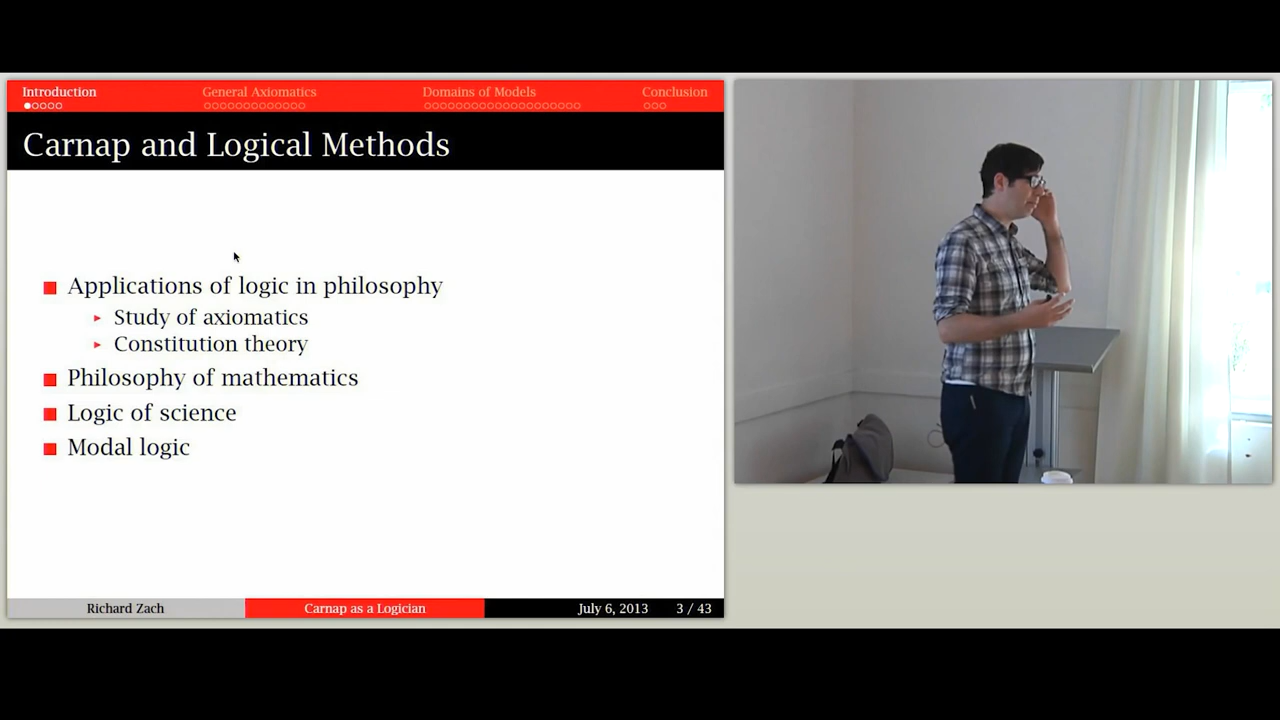 Introduction
General Axiomatics
Domains of Models
Conclusion
Carnap and Logical Methods
Applications of logic in philosophy
Study of axiomatics
Constitution theory
Philosophy of mathematics
Logic of science
Modal logic
Richard Zach
Carnap as a Logician
July 6, 2013
3 / 43